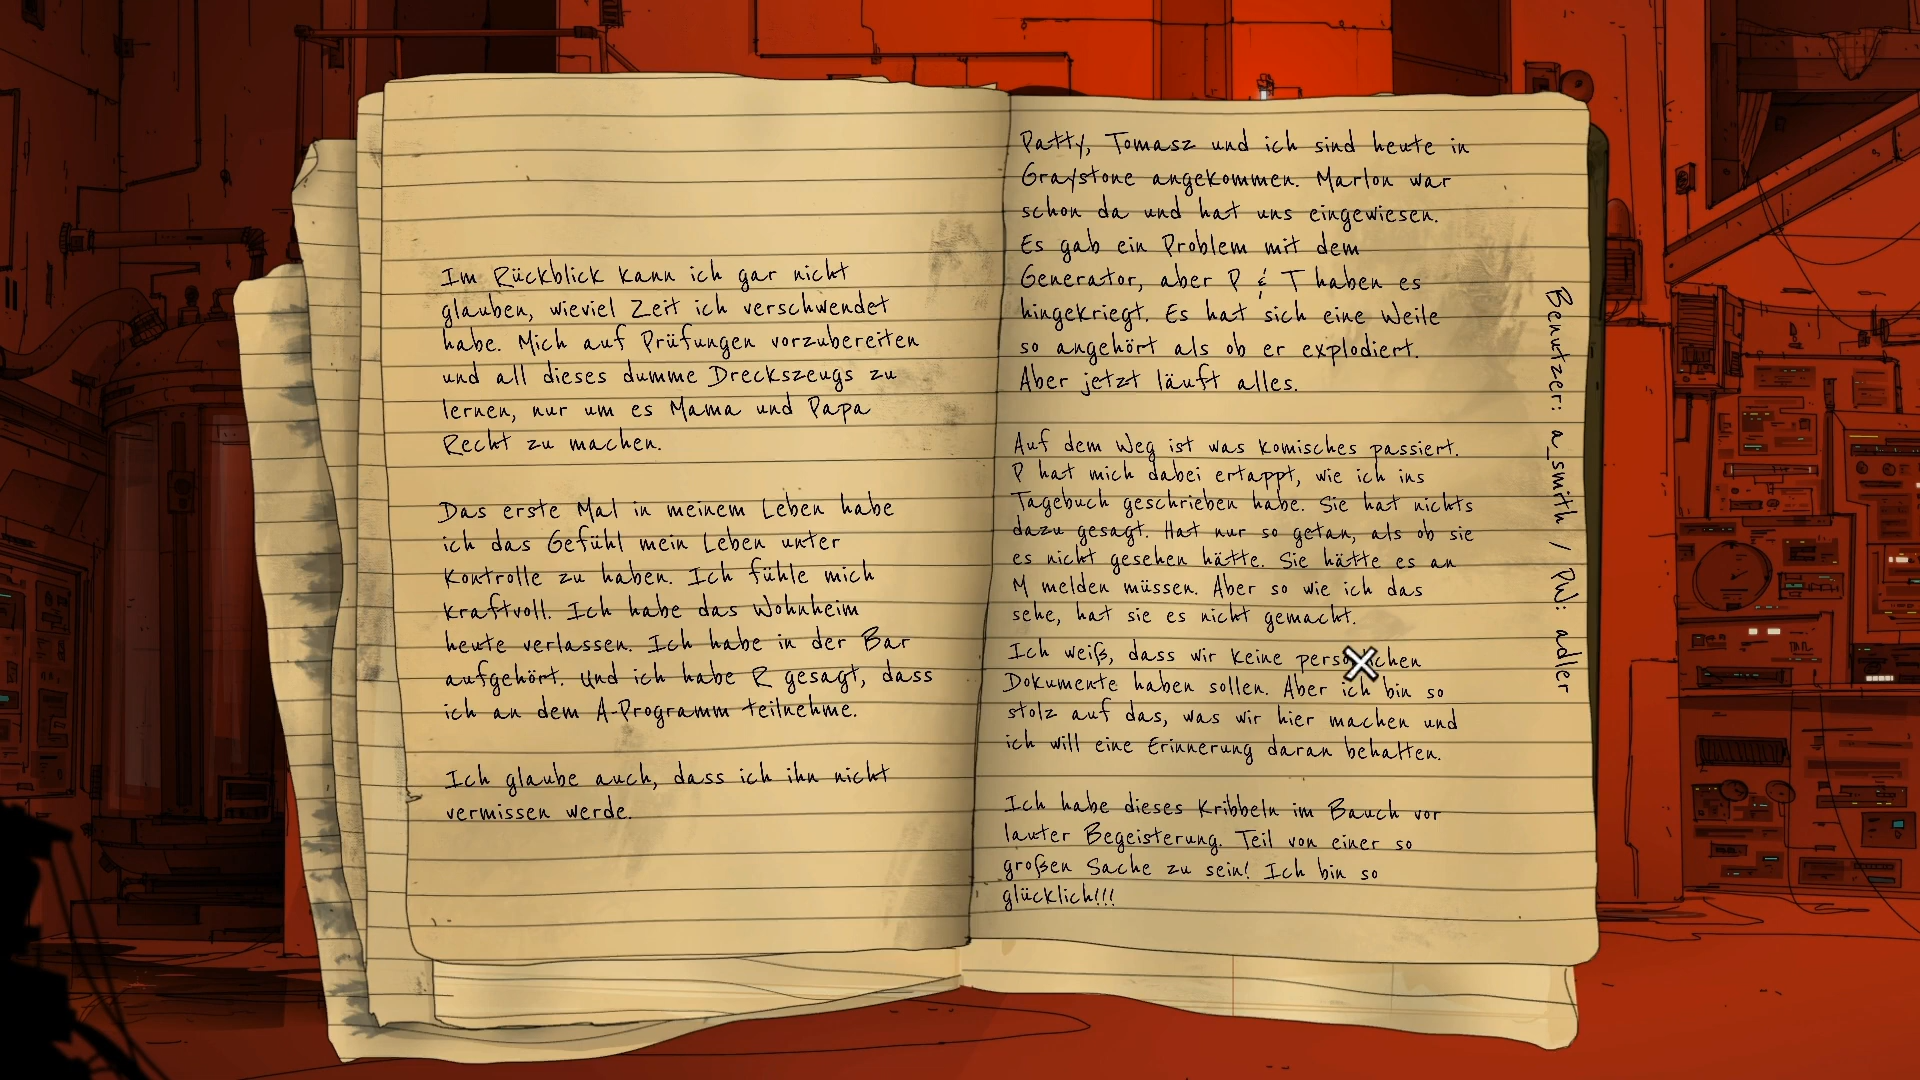 Im Rückblick kann ich gar nicht
glauben, wieviel Zeit ich verschwendet
habe. Mich auf Prüfungen vorzubereiten
und all dieses dumme Dreckszeugs zu
lernen, nur um es Mama und Papa
Recht zu machen.
Das erste Mal in meinem Leben habe
ich das Gefühl mein Leben unter
Kontrolle zu haben. Ich fühle mich
kraftvoll. Ich habe das Wohnheim
heute verlassen. Ich habe in der Bar
aufgehört. Und ich habe R gesagt, dass
ich an dem A-Programm teilnehme.
Ich glaube auch, dass ich ihn nicht
vermissen werde.
Patty, Tomasz und ich sind heute in
Graystone angekommen. Marlon war
schon da und hat uns eingewiesen.
Es gab ein Problem mit dem
Generator, aber P & T haben es
hingekriegt. Es hat sich eine Weile
so angehört als ob er explodiert.
Aber jetzt läuft alles.
Auf dem Weg ist was komisches passiert.
P hat mich dabei ertappt, wie ich ins
Tagebuch geschrieben habe. Sie hat nichts
dazu gesagt. Hat nur so getan, als ob sie
es nicht gesehen hätte. Sie hätte es an
M melden müssen. Aber so wie ich das
sehe, hat sie es nicht gemacht.
Ich weiß, dass wir keine
Dokumente haben sollen. Aber ich bin so
stolz auf das, was wir hier machen und
ich will eine Erinnerung daran behalten.
Ich habe dieses Kribbeln im Bauch vor
lauter Begeisterung. Teil von einer so
großen Sache zu sein! Ich bin so
glücklich!!!
Benutzer: a_smith / PW: adler